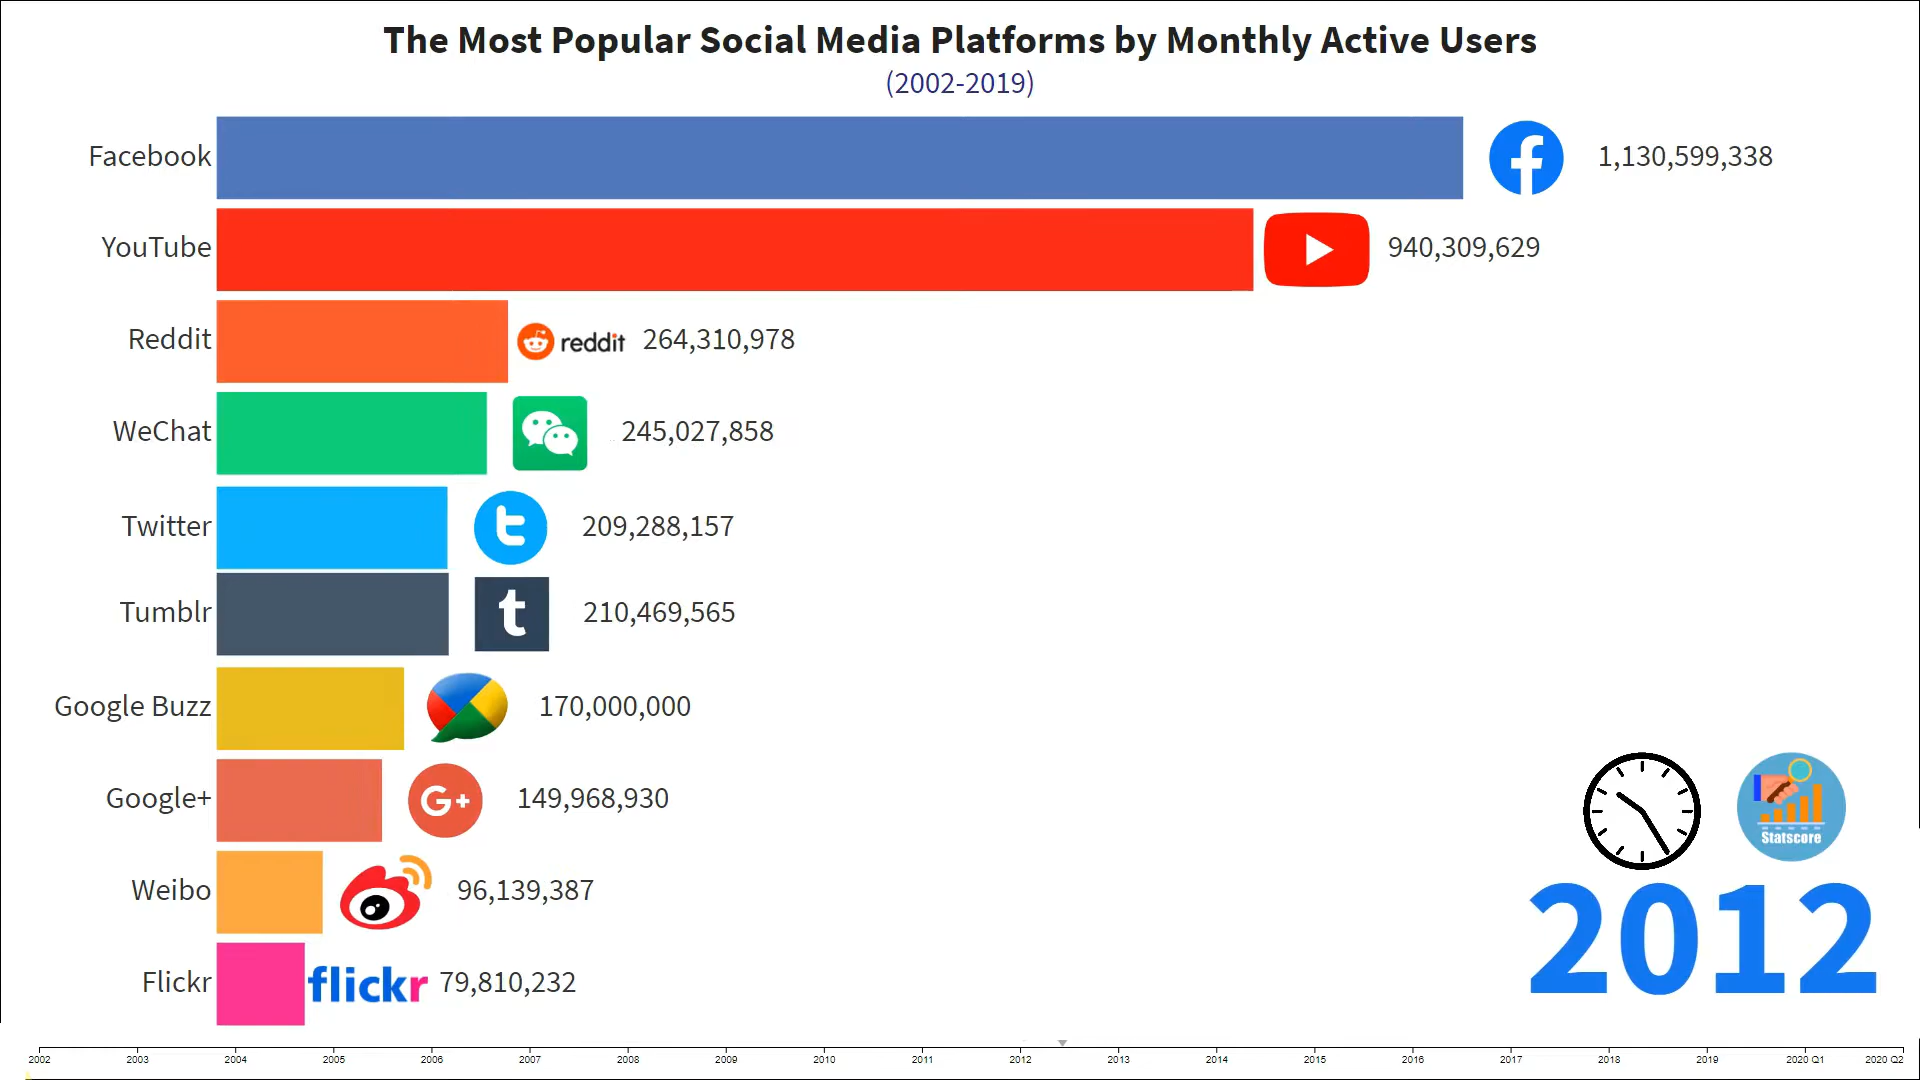 The Most Popular Social Media Platforms by Monthly Active Users
(2002-2019)
Facebook 1,130,599,338
YouTube 940,309,629
Reddit reddit 264,310,978
WeChat 245,027,858
Twitter t 209,288,157
Tumblr t 210,469,565
Google Buzz 170,000,000
Google+ G+ 149,968,930
Weibo 96,139,387
Flickr flickr 79,810,232
Statscore
2012
2002 2003 2004 2005 2006 2007 2008 2009 2010 2011 2012 2013 2014 2015 2016 2017 2018 2019 2020 Q1 2020 Q2